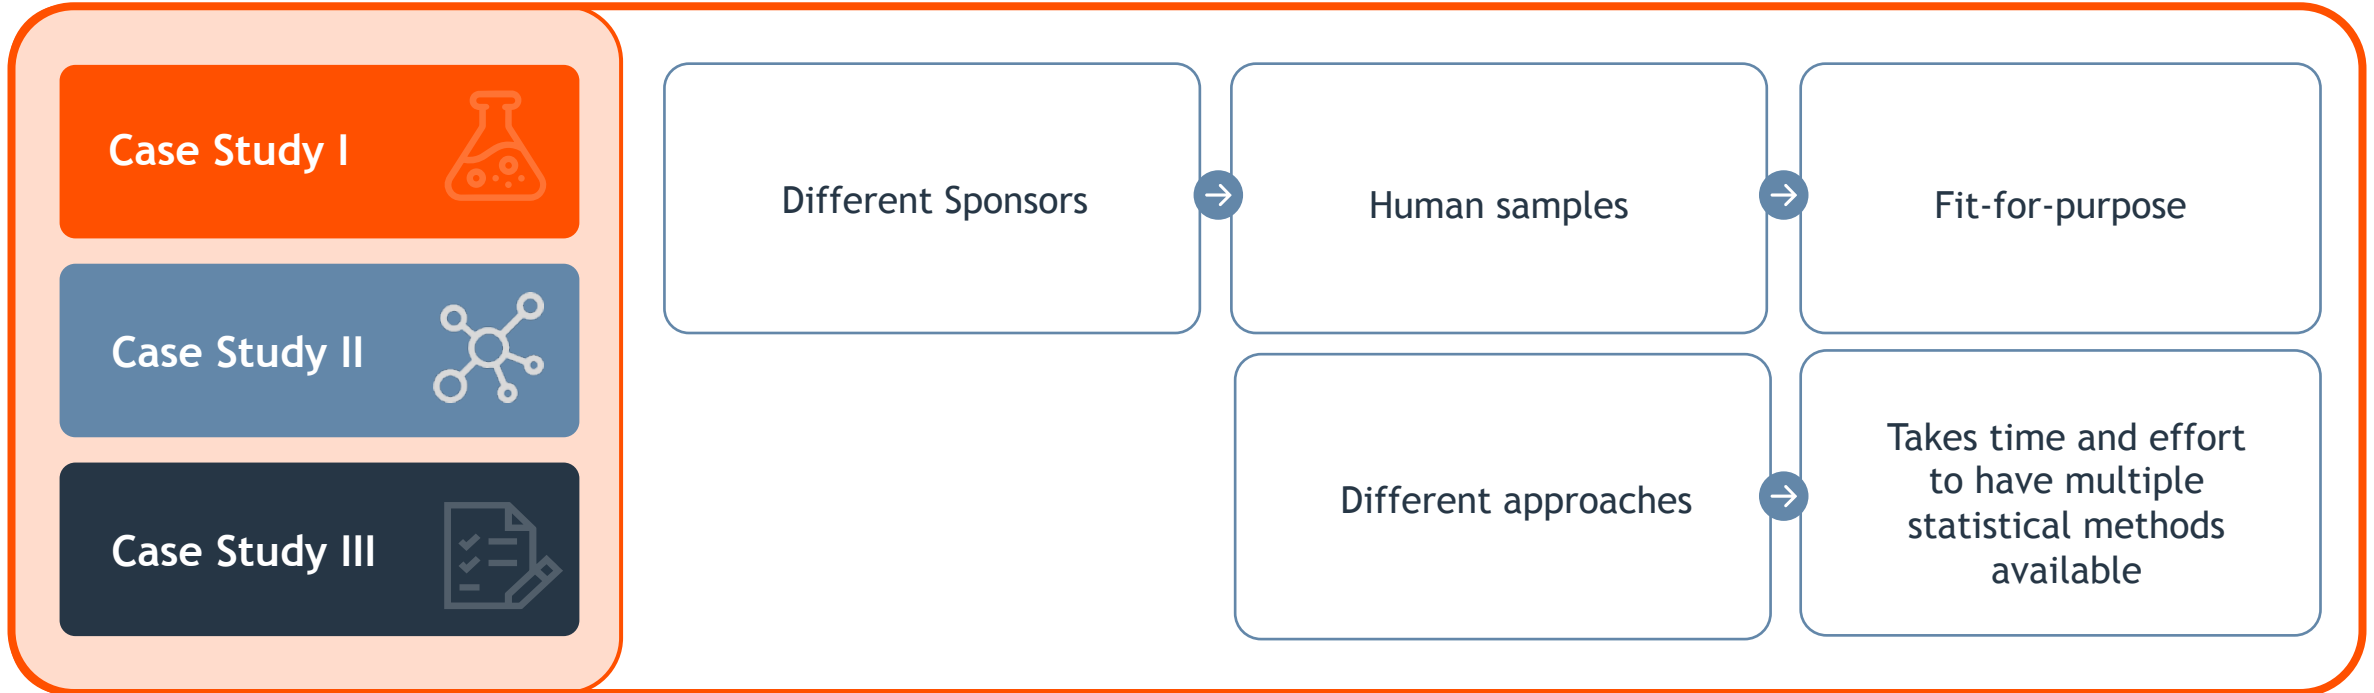 Case Study I
Case Study II
Case Study III
Different Sponsors
Human samples
Fit-for-purpose
Different approaches
Takes time and effort
to have multiple
statistical methods
available